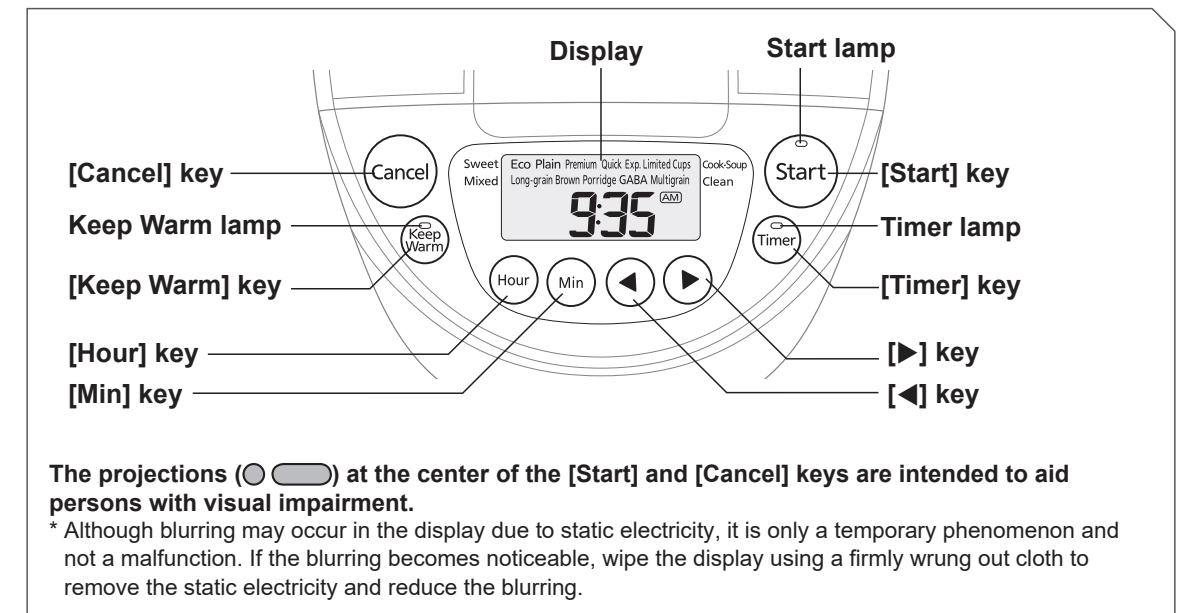 Display
Start lamp
[Cancel] key
Keep Warm lamp
[Keep Warm] key
[Hour] key
[Min] key
Cancel
Keep
Warm
Sweet
Mixed
Eco Plain Premium Quick Exp. Limited Cups
Long-grain Brown Porridge GABA Multigrain
9:35 AM
Cook•Soup
Clean
Hour
Min
◀
▶
Start
Timer
[Start] key
Timer lamp
[Timer] key
[▶] key
[◀] key
The projections ( ) at the center of the [Start] and [Cancel] keys are intended to aid
persons with visual impairment.
* Although blurring may occur in the display due to static electricity, it is only a temporary phenomenon and
not a malfunction. If the blurring becomes noticeable, wipe the display using a firmly wrung out cloth to
remove the static electricity and reduce the blurring.